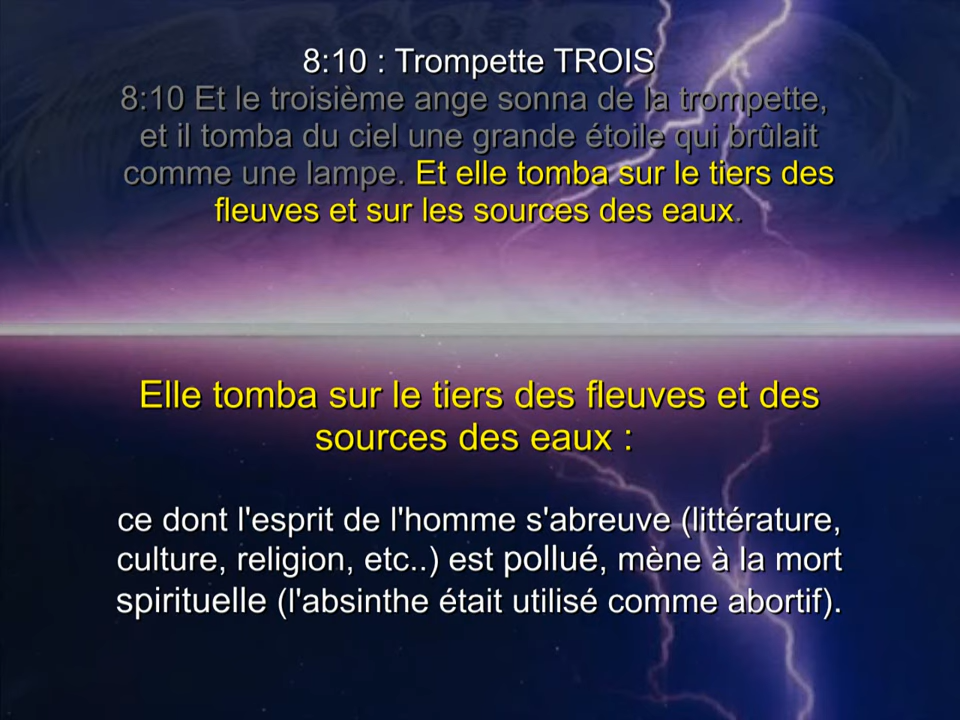 8:10 : Trompette TROIS
8:10 Et le troisième ange sonna de la trompette,
et il tomba du ciel une grande étoile qui brûlait
comme une lampe. Et elle tomba sur le tiers des
fleuves et sur les sources des eaux.
Elle tomba sur le tiers des fleuves et des
sources des eaux :
ce dont l'esprit de l'homme s'abreuve (littérature,
culture, religion, etc..) est pollué, mène à la mort
spirituelle (l'absinthe était utilisé comme abortif).